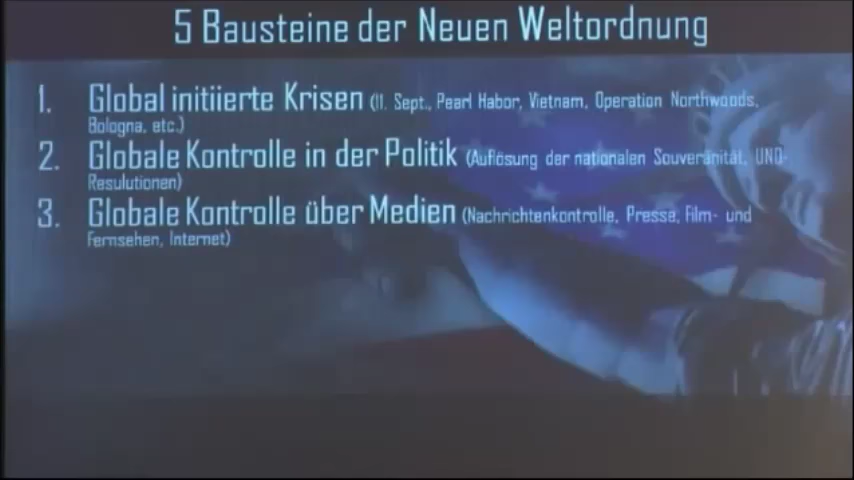 5 Bausteine der Neuen Weltordnung
1. Global initiierte Krisen (11. Sept., Pearl Habor, Vietnam, Operation Northwoods,
Bologna, etc.)
2. Globale Kontrolle in der Politik (Auflösung der nationalen Souveränität, UNO-
Resulutionen)
3. Globale Kontrolle über Medien (Nachrichtenkontrolle, Presse, Film- und
Fernsehen, Internet)